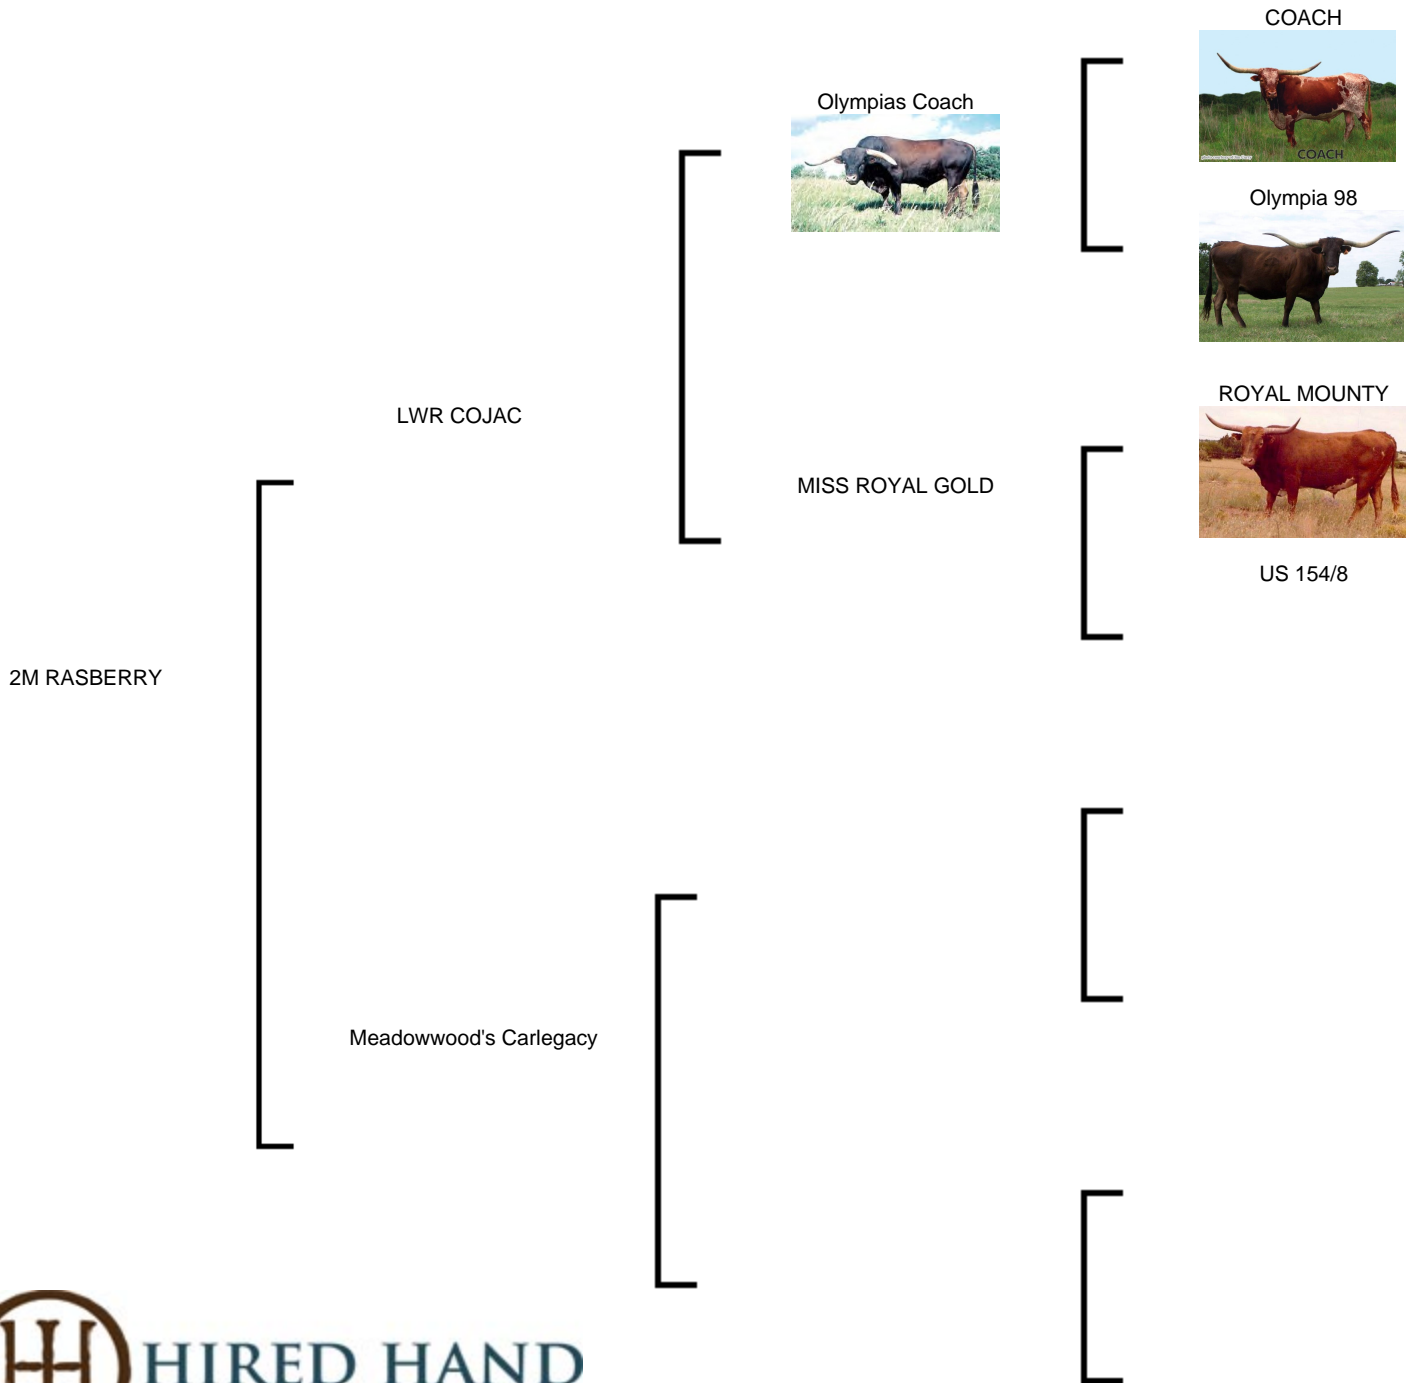 COACH
Olympias Coach
COACH
Olympia 98
ROYAL MOUNTY
LWR COJAC
MISS ROYAL GOLD
US 154/8
2M RASBERRY
Meadowwood's Carlegacy
HIRED HAND